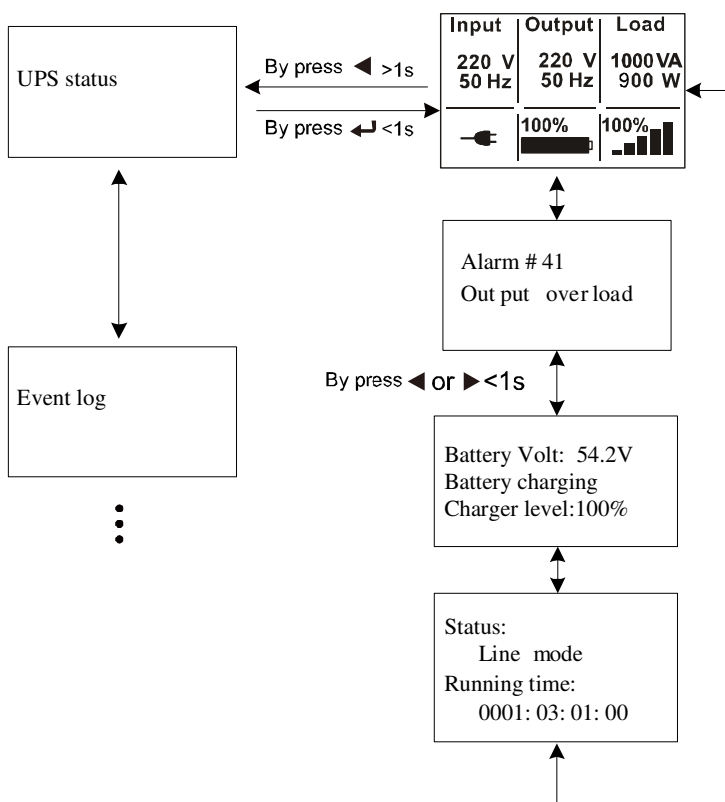 Input Output Load
220 V 220 V 1000 VA
50 Hz 50 Hz 900 W
100% 100%
UPS status
By press ◀ >1s
By press ↵ <1s
Alarm # 41
Out put over load
By press ◀ or ▶ <1s
Event log
Battery Volt: 54.2V
Battery charging
Charger level:100%
Status:
Line mode
Running time:
0001: 03: 01: 00